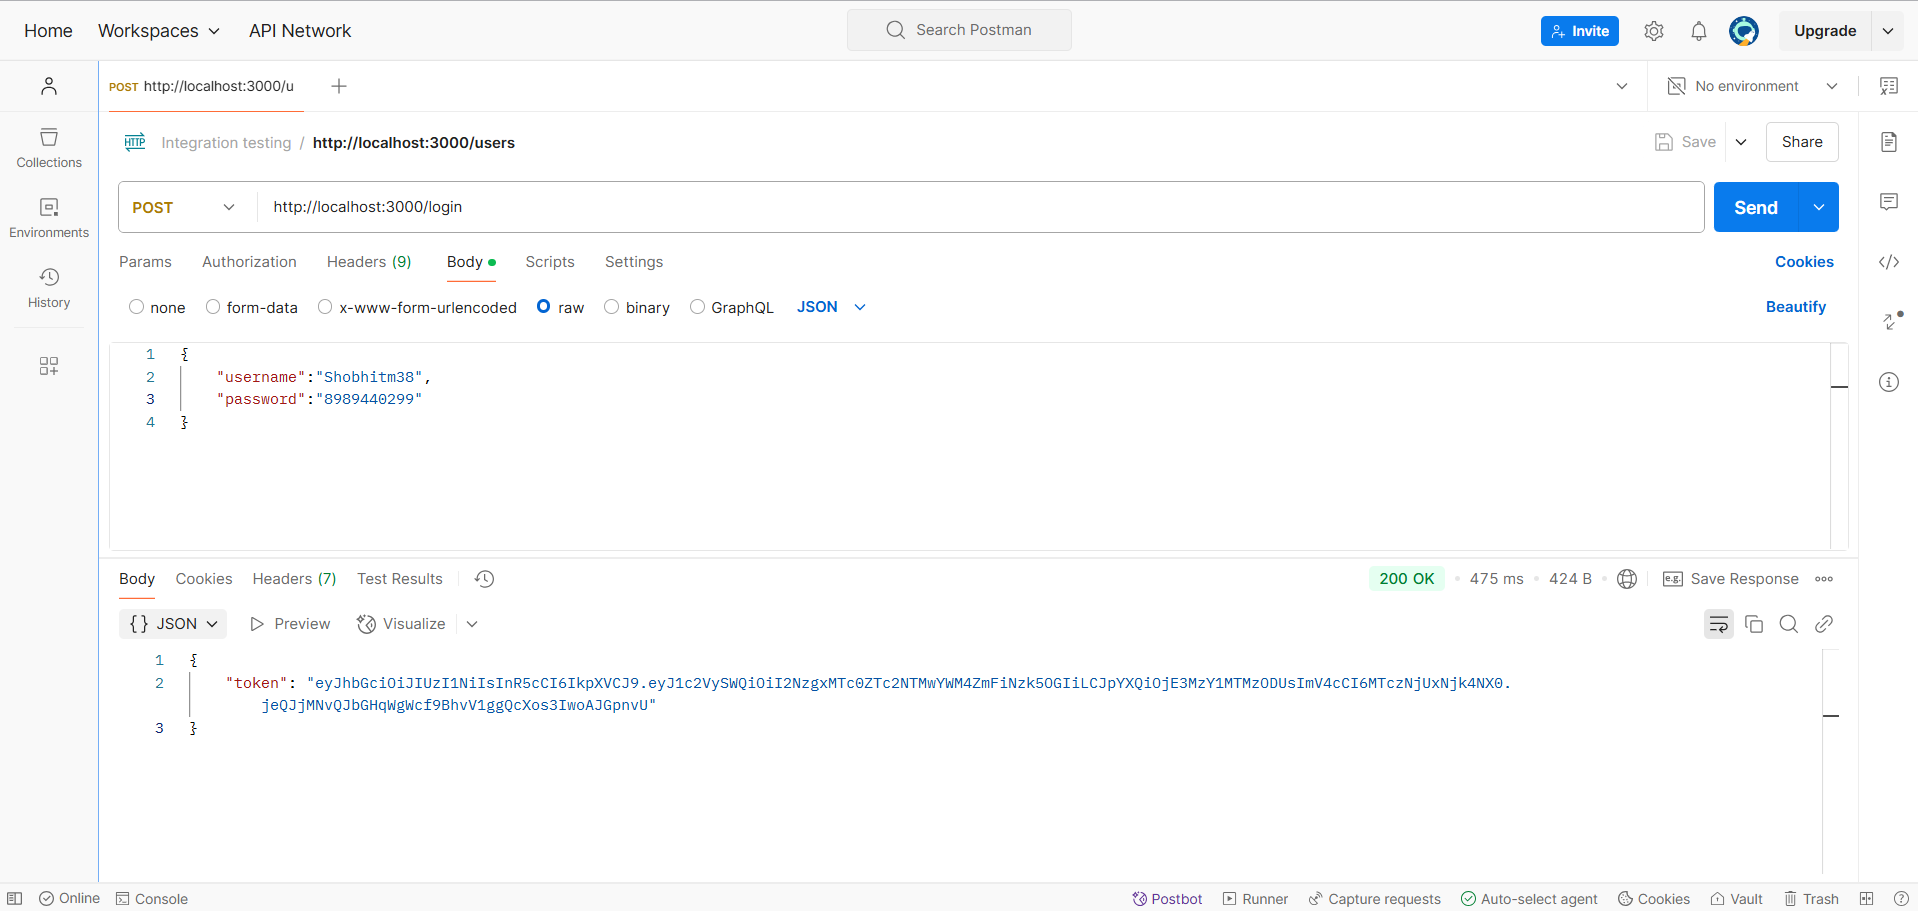 Home Workspaces API Network Search Postman Invite Upgrade
POST http://localhost:3000/u No environment
HTTP Integration testing / http://localhost:3000/users Save Share
Collections
POST http://localhost:3000/login Send
Environments
Params Authorization Headers (9) Body Scripts Settings Cookies
History
none form-data x-www-form-urlencoded raw binary GraphQL JSON Beautify
1 {
2 "username":"Shobhitm38",
3 "password":"8989440299"
4 }
Body Cookies Headers (7) Test Results 200 OK 475 ms 424 B e.g. Save Response
{} JSON Preview Visualize
1 {
2 "token": "eyJhbGciOiJIUzI1NiIsInR5cCI6IkpXVCJ9.eyJ1c2VySWQiOiI2NzgxMTc0ZTc2NTMwYWM4ZmFiNzk5OGIiLCJpYXQiOjE3MzY1MTMzODUsImV4cCI6MTczNjUxNjk4NX0.
jeQJjMNvQJbGHqWgWcf9BhvV1ggQcXos3IwoAJGpnvU"
3 }
Online Console Postbot Runner Capture requests Auto-select agent Cookies Vault Trash